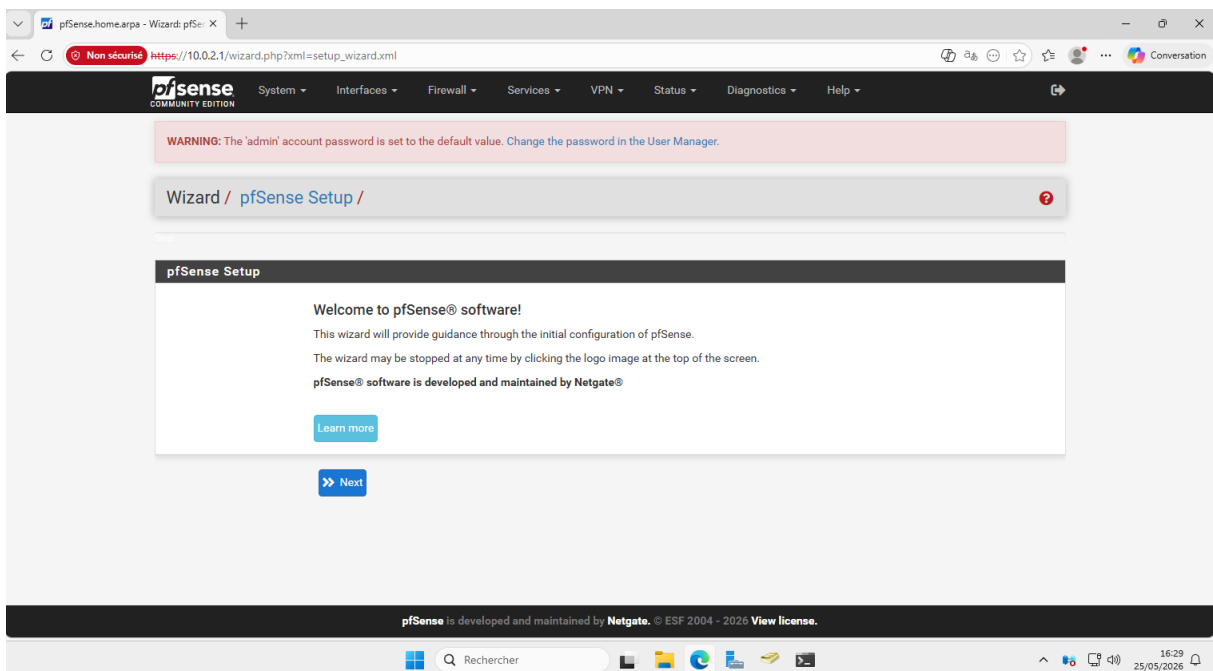 pfSense.home.arpa - Wizard: pfSe
Non sécurisé https://10.0.2.1/wizard.php?xml=setup_wizard.xml
Conversation
pfsense
COMMUNITY EDITION
System Interfaces Firewall Services VPN Status Diagnostics Help
WARNING: The 'admin' account password is set to the default value. Change the password in the User Manager.
Wizard / pfSense Setup /
pfSense Setup
Welcome to pfSense® software!
This wizard will provide guidance through the initial configuration of pfSense.
The wizard may be stopped at any time by clicking the logo image at the top of the screen.
pfSense® software is developed and maintained by Netgate®
Learn more
Next
pfSense is developed and maintained by Netgate. © ESF 2004 - 2026 View license.
Rechercher
16:29
25/05/2026